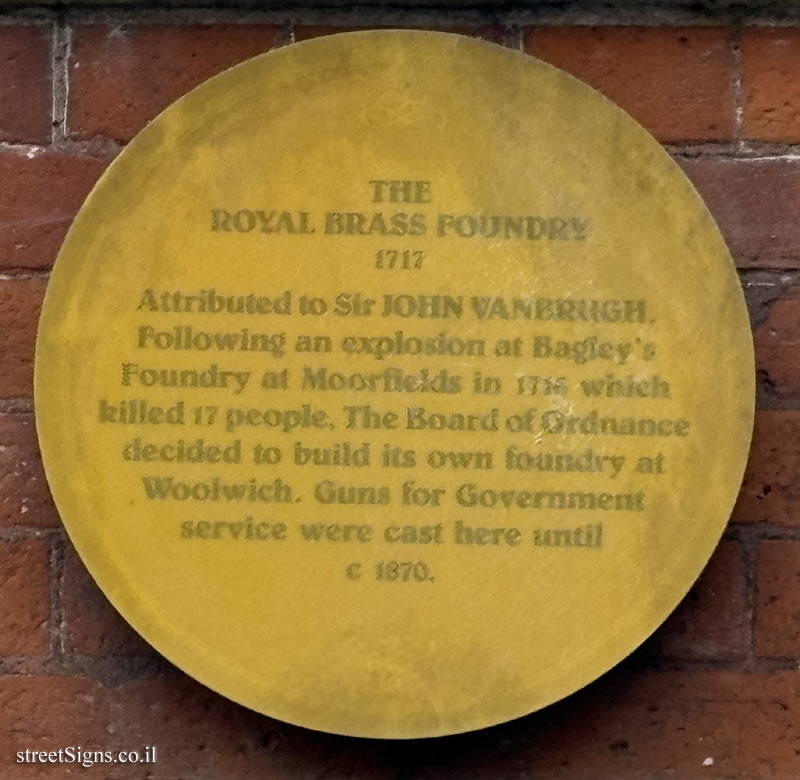 THE
ROYAL BRASS FOUNDRY
1717
Attributed to Sir JOHN VANBRUGH.
Following an explosion at Bagley's
Foundry at Moorfields in 1716 which
killed 17 people, The Board of Ordnance
decided to build its own foundry at
Woolwich. Guns for Government
service were cast here until
c 1870.
streetSigns.co.il